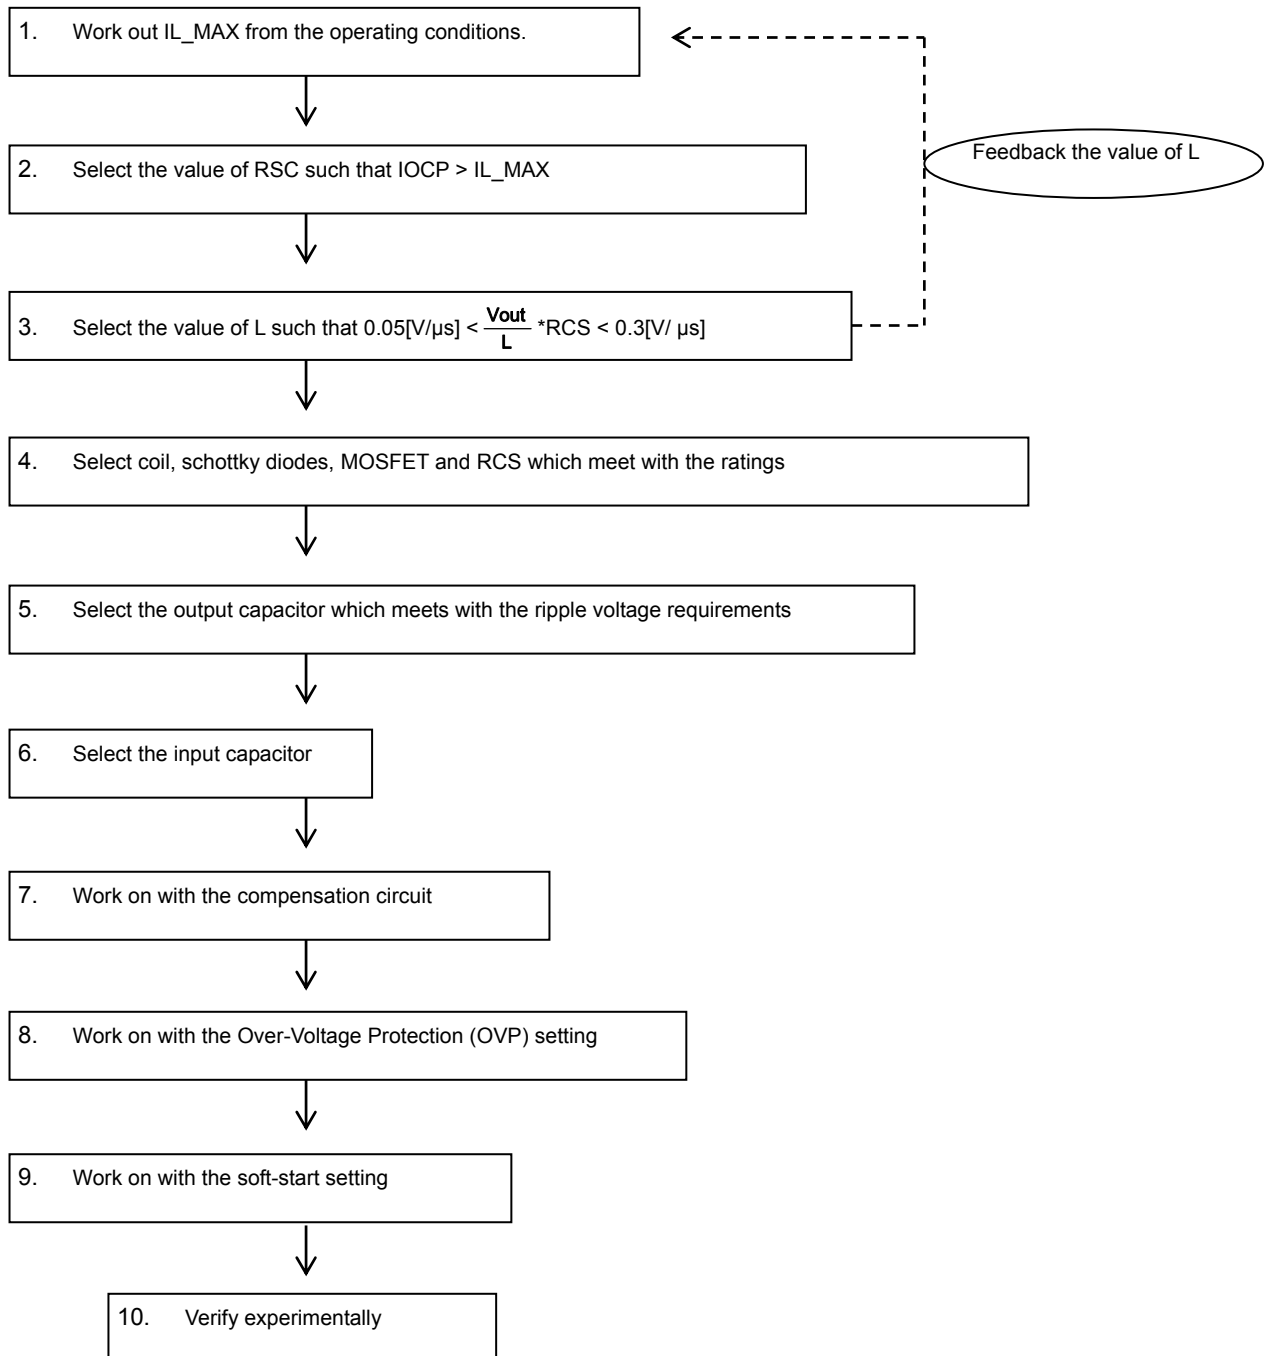 1. Work out IL_MAX from the operating conditions.
Feedback the value of L
2. Select the value of RSC such that IOCP > IL_MAX
3. Select the value of L such that 0.05[V/µs] < Vout/L *RCS < 0.3[V/ µs]
4. Select coil, schottky diodes, MOSFET and RCS which meet with the ratings
5. Select the output capacitor which meets with the ripple voltage requirements
6. Select the input capacitor
7. Work on with the compensation circuit
8. Work on with the Over-Voltage Protection (OVP) setting
9. Work on with the soft-start setting
10. Verify experimentally